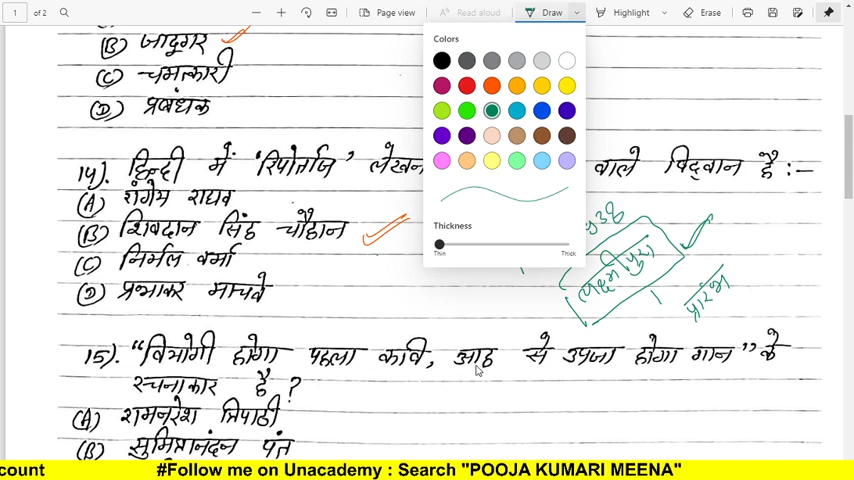 1 of 2 Page view Read aloud Draw Highlight Erase
Colors
Thickness
Thin Thick
(B) जादूगर
(C) चमत्कारी
(D) प्रबंधक
14). हिन्दी में 'रिपोर्ताज' लेखन वाले विद्वान है :-
(A) रांगेय राघव
(B) शिवदान सिंह चौहान
(C) निर्मल वर्मा
(D) प्रभाकर माचवे
प्रारंभ
15). "वियोगी होगा पहला कवि, आह से उपजा होगा गान" के
रचनाकार है ?
(A) रामनरेश त्रिपाठी
(B) सुमित्रानंदन पंत
count #Follow me on Unacademy : Search "POOJA KUMARI MEENA"